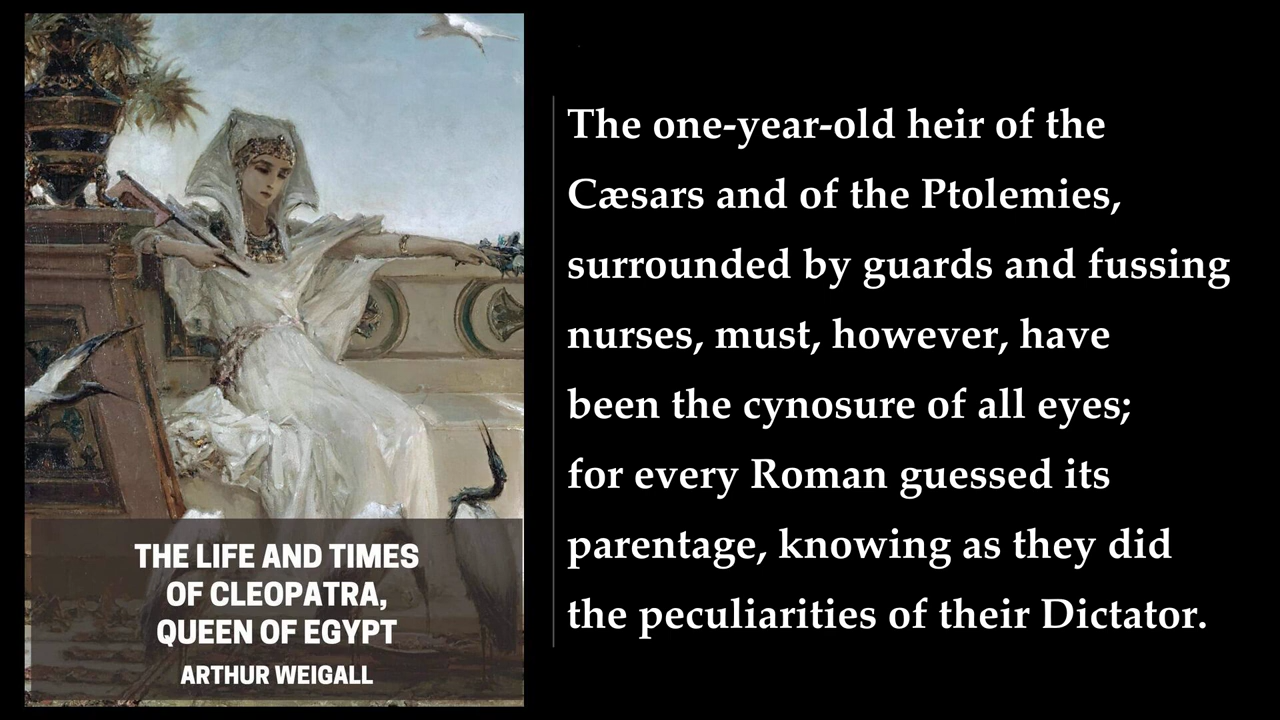 THE LIFE AND TIMES
OF CLEOPATRA,
QUEEN OF EGYPT
ARTHUR WEIGALL
The one-year-old heir of the
Cæsars and of the Ptolemies,
surrounded by guards and fussing
nurses, must, however, have
been the cynosure of all eyes;
for every Roman guessed its
parentage, knowing as they did
the peculiarities of their Dictator.